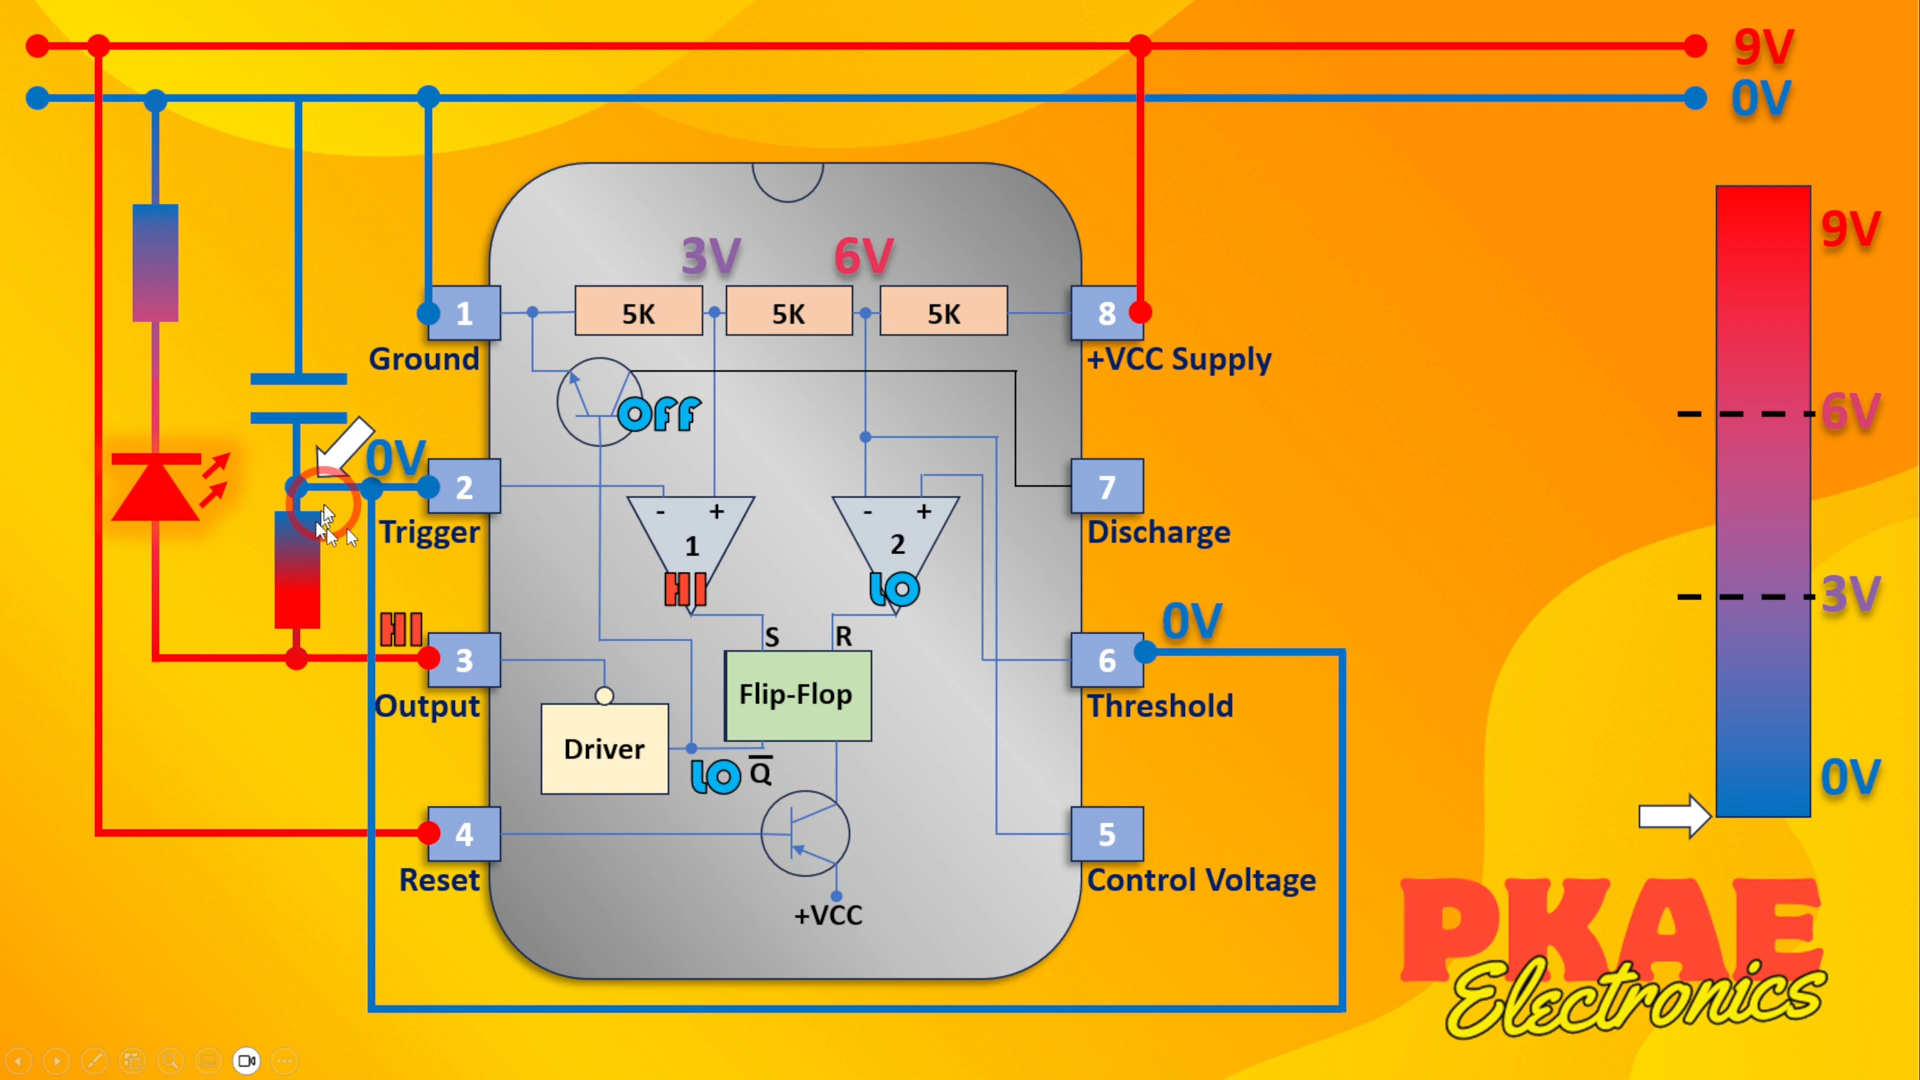 9V
0V
9V
3V 6V
1 5K 5K 5K 8
Ground +VCC Supply
OFF
6V
0V
2 7
Trigger Discharge
- + - +
1 2
HI LO
3V
HI 0V
S R
3 6
Output Threshold
Flip-Flop
Driver
LO Q̅
0V
4 5
Reset Control Voltage
+VCC
PKAE
Electronics